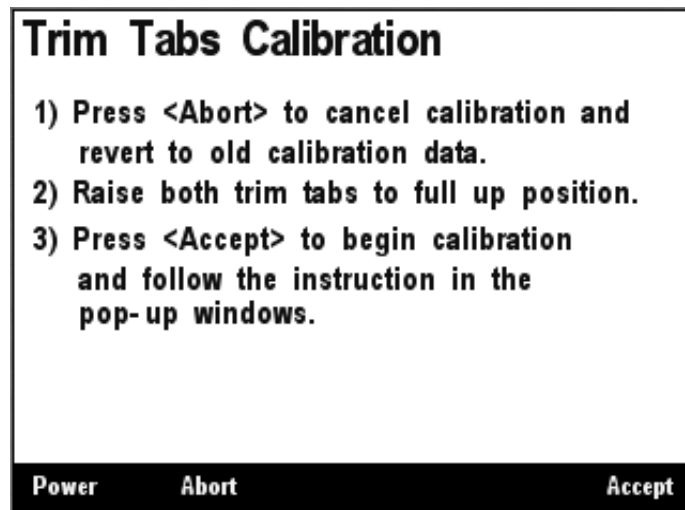 Trim Tabs Calibration
1) Press <Abort> to cancel calibration and
revert to old calibration data.
2) Raise both trim tabs to full up position.
3) Press <Accept> to begin calibration
and follow the instruction in the
pop-up windows.
Power Abort Accept